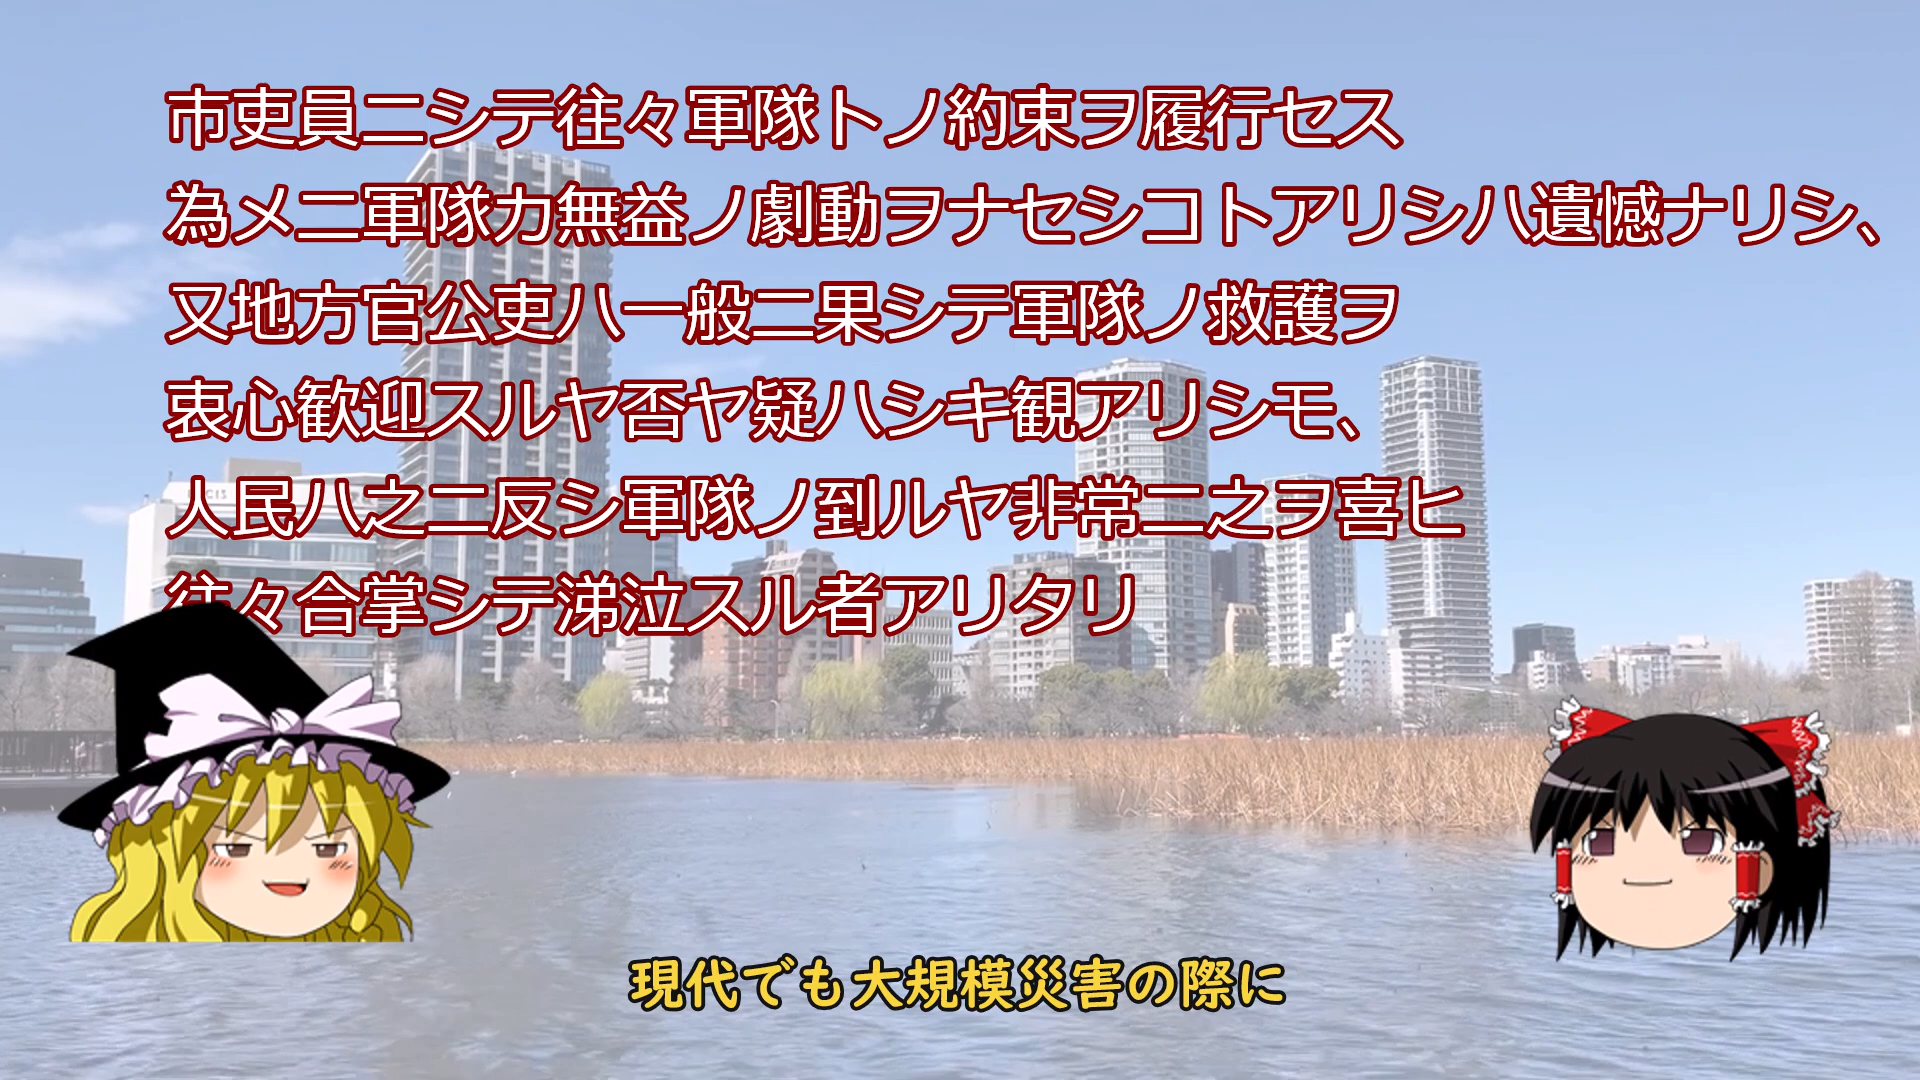 市吏員ニシテ往々軍隊トノ約束ヲ履行セス
為メニ軍隊カ無益ノ劇動ヲナセシコトアリシハ遺憾ナリシ、
又地方官公吏ハ一般ニ果シテ軍隊ノ救護ヲ
衷心歓迎スルヤ否ヤ疑ハシキ観アリシモ、
人民ハ之ニ反シ軍隊ノ到ルヤ非常ニ之ヲ喜ヒ
往々合掌シテ涕泣スル者アリタリ
現代でも大規模災害の際に